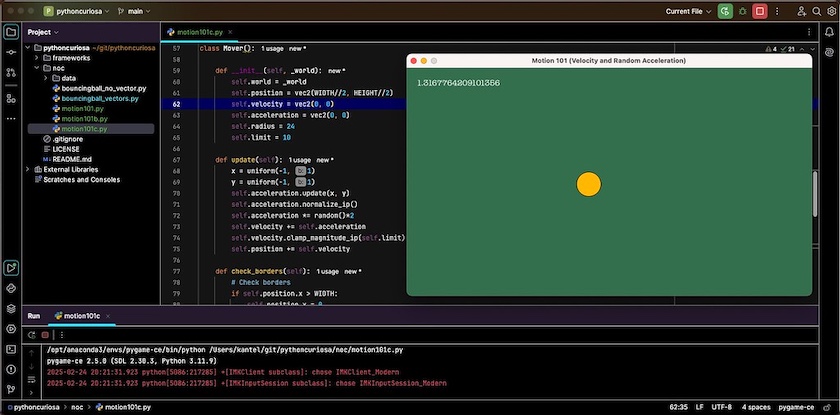 pythoncuriosa
main
Current File
Project
motion101c.py
pythoncuriosa ~/git/pythoncuriosa
frameworks
noc
data
bouncingball_no_vector.py
bouncingball_vectors.py
motion101.py
motion101b.py
motion101c.py
.gitignore
LICENSE
README.md
External Libraries
Scratches and Consoles
4 21
57 class Mover(): 1 usage new *
58
59 def __init__(self, _world): new *
60 self.world = _world
61 self.position = vec2(WIDTH//2, HEIGHT//2)
62 self.velocity = vec2(0, 0)
63 self.acceleration = vec2(0, 0)
64 self.radius = 24
65 self.limit = 10
66
67 def update(self): 1 usage new *
68 x = uniform(-1, b: 1)
69 y = uniform(-1, b: 1)
70 self.acceleration.update(x, y)
71 self.acceleration.normalize_ip()
72 self.acceleration *= random()*2
73 self.velocity += self.acceleration
74 self.velocity.clamp_magnitude_ip(self.limit)
75 self.position += self.velocity
76
77 def check_borders(self): 1 usage new *
78 # Check borders
79 if self.position.x > WIDTH:
self.position.x = 0
Motion 101 (Velocity and Random Acceleration)
1.3167764209101356
Run motion101c
/opt/anaconda3/envs/pygame-ce/bin/python /Users/kantel/git/pythoncuriosa/noc/motion101c.py
pygame-ce 2.5.0 (SDL 2.30.3, Python 3.11.9)
2025-02-24 20:21:31.923 python[5086:217285] +[IMKClient subclass]: chose IMKClient_Modern
2025-02-24 20:21:31.923 python[5086:217285] +[IMKInputSession subclass]: chose IMKInputSession_Modern
pythoncuriosa > noc > motion101c.py
62:35 LF UTF-8 4 spaces pygame-ce